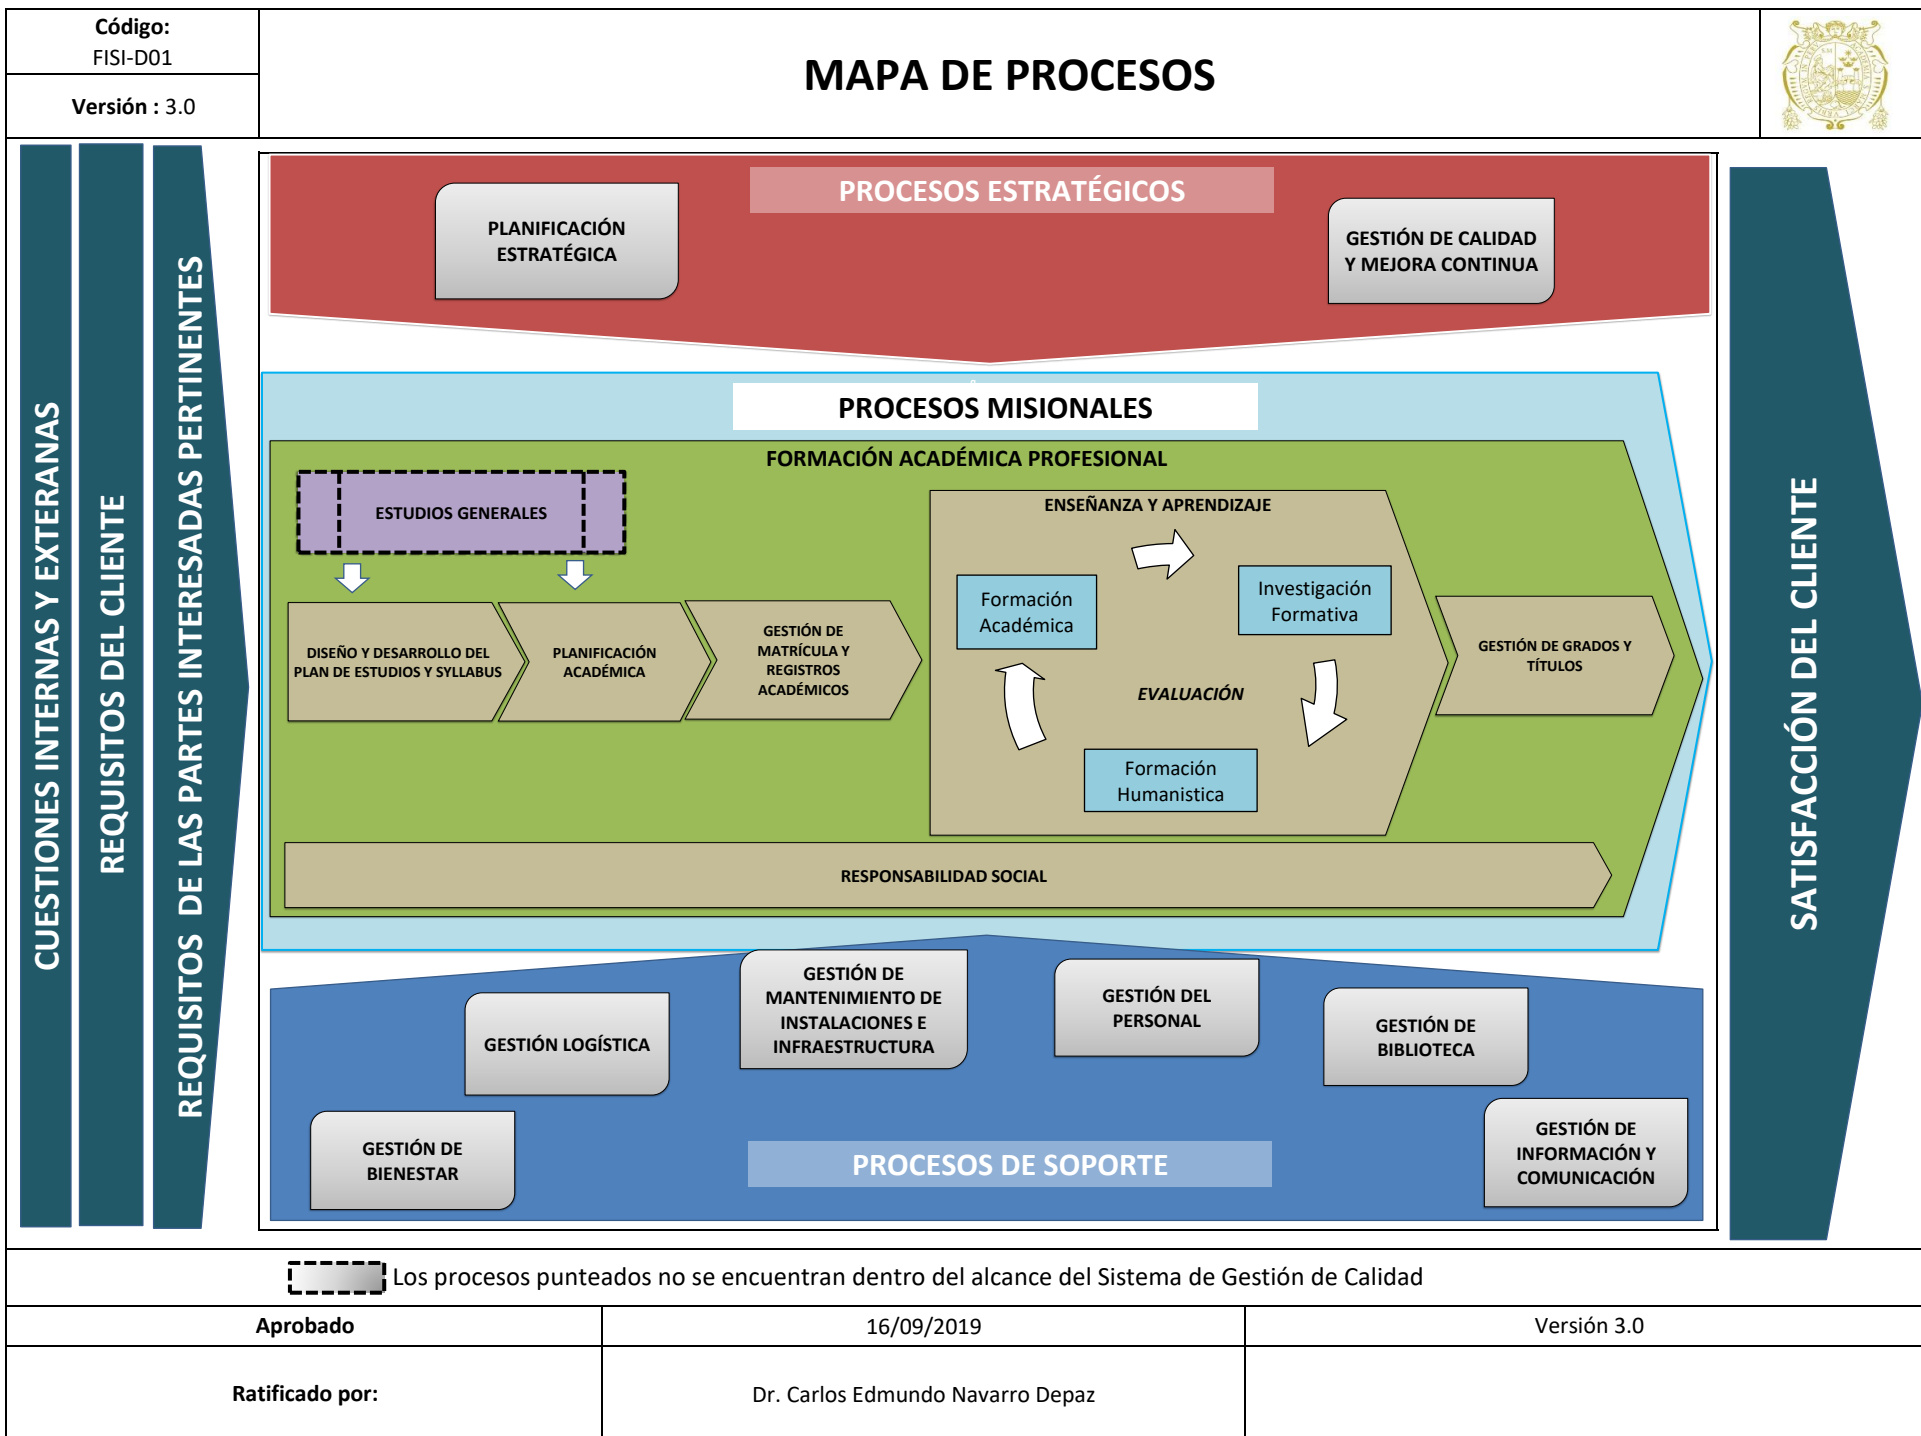 Código:
FISI-D01
Versión : 3.0
MAPA DE PROCESOS
CUESTIONES INTERNAS Y EXTERANAS
REQUISITOS DEL CLIENTE
REQUISITOS DE LAS PARTES INTERESADAS PERTINENTES
PROCESOS ESTRATÉGICOS
PLANIFICACIÓN
ESTRATÉGICA
GESTIÓN DE CALIDAD
Y MEJORA CONTINUA
PROCESOS MISIONALES
FORMACIÓN ACADÉMICA PROFESIONAL
ESTUDIOS GENERALES
DISEÑO Y DESARROLLO DEL
PLAN DE ESTUDIOS Y SYLLABUS
PLANIFICACIÓN
ACADÉMICA
GESTIÓN DE
MATRÍCULA Y
REGISTROS
ACADÉMICOS
ENSEÑANZA Y APRENDIZAJE
Formación
Académica
Investigación
Formativa
EVALUACIÓN
Formación
Humanistica
GESTIÓN DE GRADOS Y
TÍTULOS
RESPONSABILIDAD SOCIAL
GESTIÓN DE
BIENESTAR
GESTIÓN LOGÍSTICA
GESTIÓN DE
MANTENIMIENTO DE
INSTALACIONES E
INFRAESTRUCTURA
GESTIÓN DEL
PERSONAL
GESTIÓN DE
BIBLIOTECA
GESTIÓN DE
INFORMACIÓN Y
COMUNICACIÓN
PROCESOS DE SOPORTE
SATISFACCIÓN DEL CLIENTE
Los procesos punteados no se encuentran dentro del alcance del Sistema de Gestión de Calidad
Aprobado
16/09/2019
Versión 3.0
Ratificado por:
Dr. Carlos Edmundo Navarro Depaz